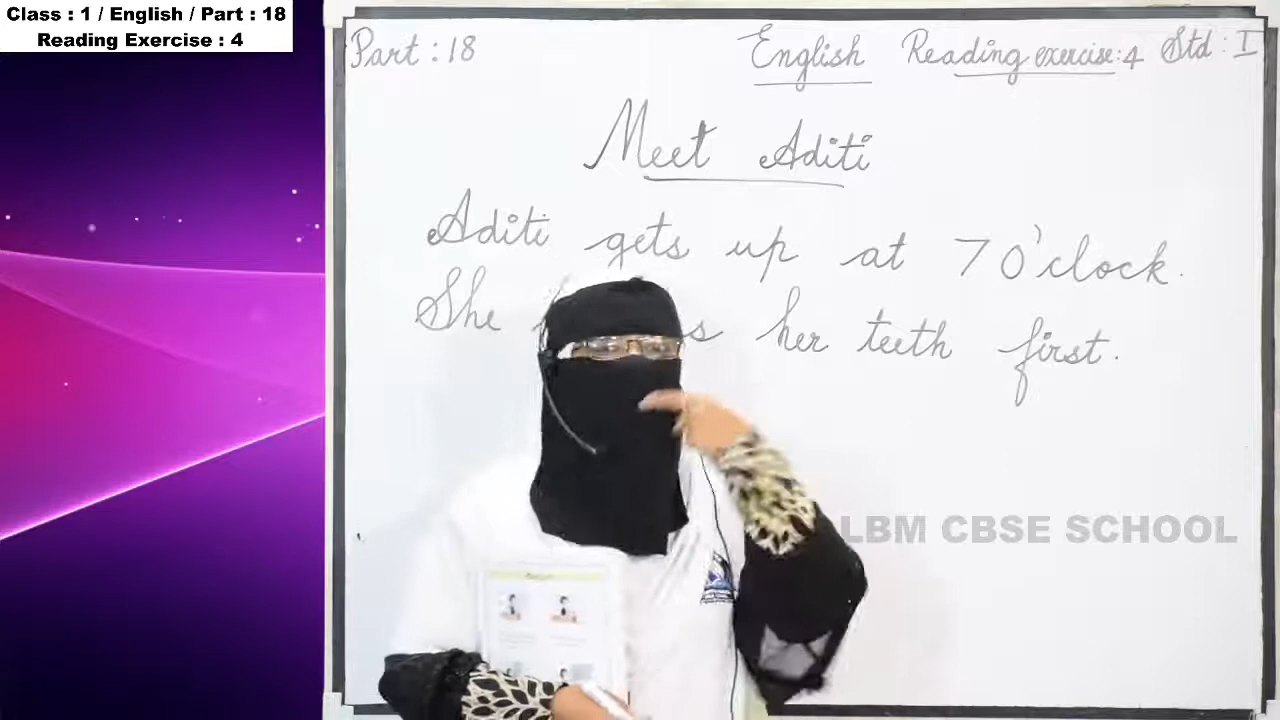 Class : 1 / English / Part : 18
Reading Exercise : 4
Part : 18 English Reading exercise:4 Std : I
Meet Aditi
Aditi gets up at 7 O'clock.
She her teeth first.
LBM CBSE SCHOOL